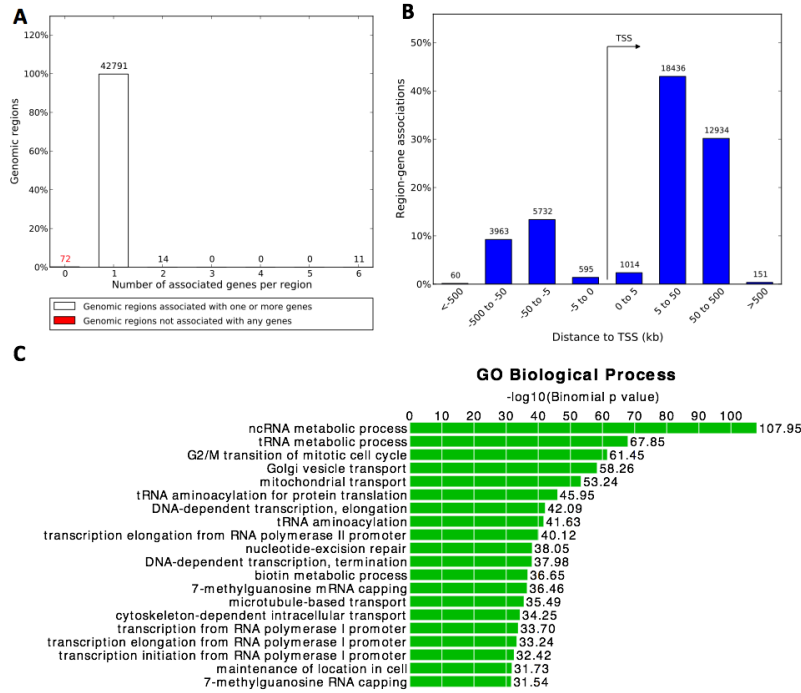 A
120%
100%
80%
60%
40%
20%
0%
Genomic regions
42791
72
14
0
0
0
11
0 1 2 3 4 5 6
Number of associated genes per region
Genomic regions associated with one or more genes
Genomic regions not associated with any genes
B
50%
40%
30%
20%
10%
0%
Region-gene associations
TSS
60
3963
5732
595
1014
18436
12934
151
<-500
-500 to -50
-50 to -5
-5 to 0
0 to 5
5 to 50
50 to 500
>500
Distance to TSS (kb)
C
GO Biological Process
-log10(Binomial p value)
0 10 20 30 40 50 60 70 80 90 100
ncRNA metabolic process 107.95
tRNA metabolic process 67.85
G2/M transition of mitotic cell cycle 61.45
Golgi vesicle transport 58.26
mitochondrial transport 53.24
tRNA aminoacylation for protein translation 45.95
DNA-dependent transcription, elongation 42.09
tRNA aminoacylation 41.63
transcription elongation from RNA polymerase II promoter 40.12
nucleotide-excision repair 38.05
DNA-dependent transcription, termination 37.98
biotin metabolic process 36.65
7-methylguanosine mRNA capping 36.46
microtubule-based transport 35.49
cytoskeleton-dependent intracellular transport 34.25
transcription from RNA polymerase I promoter 33.70
transcription elongation from RNA polymerase I promoter 33.24
transcription initiation from RNA polymerase I promoter 32.42
maintenance of location in cell 31.73
7-methylguanosine RNA capping 31.54